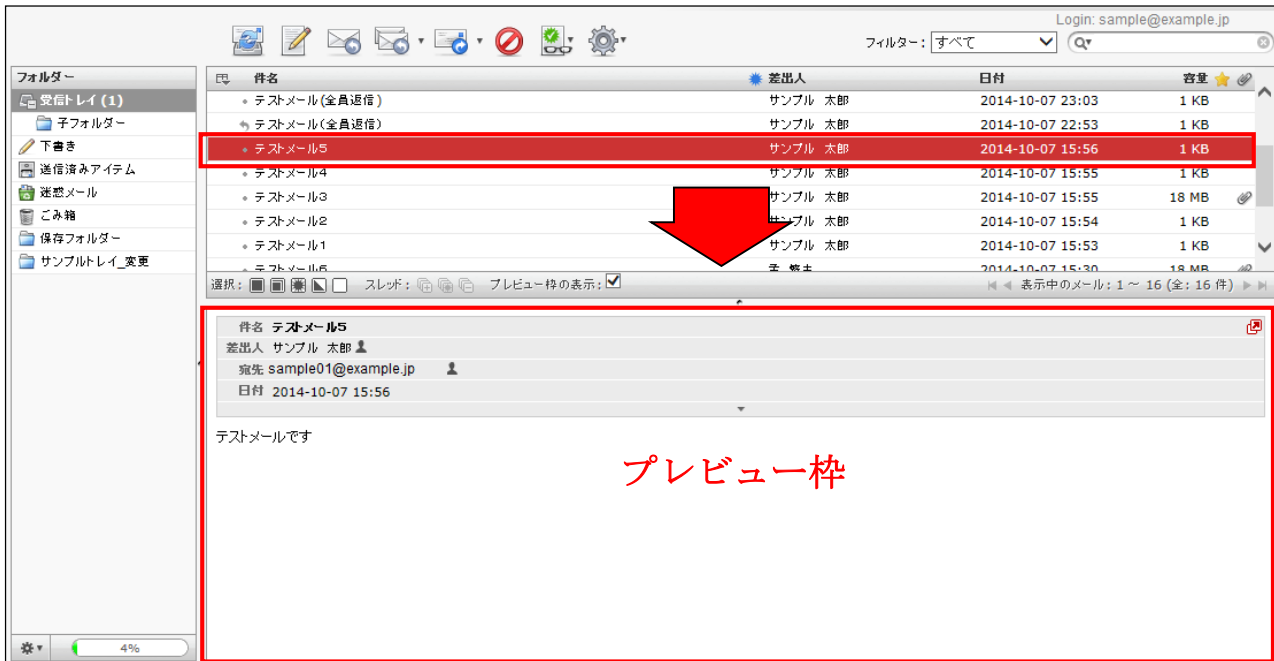 Login: sample@example.jp
フィルター: すべて
フォルダー
受信トレイ (1)
子フォルダー
下書き
送信済みアイテム
迷惑メール
ごみ箱
保存フォルダー
サンプルトレイ_変更
4%
件名 差出人 日付 容量
テストメール(全員返信) サンプル 太郎 2014-10-07 23:03 1 KB
テストメール(全員返信) サンプル 太郎 2014-10-07 22:53 1 KB
テストメール5 サンプル 太郎 2014-10-07 15:56 1 KB
テストメール4 サンプル 太郎 2014-10-07 15:55 1 KB
テストメール3 サンプル 太郎 2014-10-07 15:55 18 MB
テストメール2 サンプル 太郎 2014-10-07 15:54 1 KB
テストメール1 サンプル 太郎 2014-10-07 15:53 1 KB
テストメール6 2014-10-07 15:30 18 MB
選択: スレッド: プレビュー枠の表示: 表示中のメール: 1 ~ 16 (全: 16 件)
件名 テストメール5
差出人 サンプル 太郎
宛先 sample01@example.jp
日付 2014-10-07 15:56
テストメールです
プレビュー枠